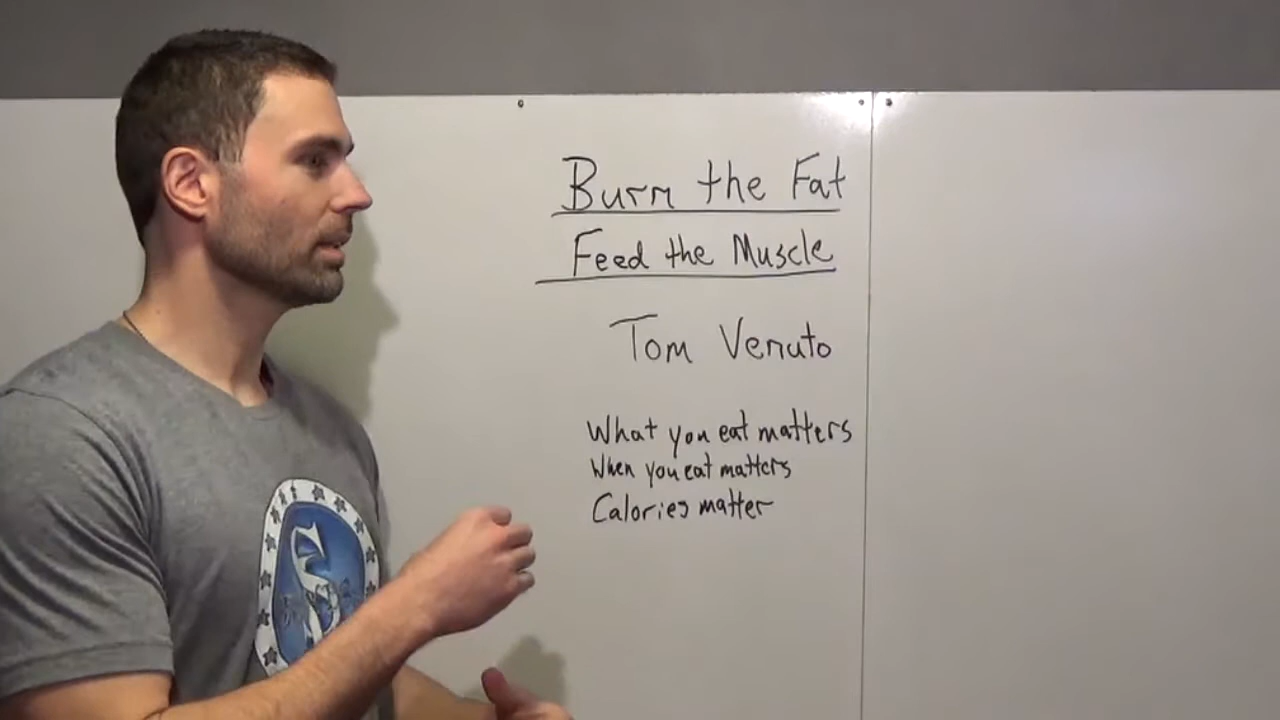 Burn the Fat
Feed the Muscle
Tom Venuto
What you eat matters
When you eat matters
Calories matter